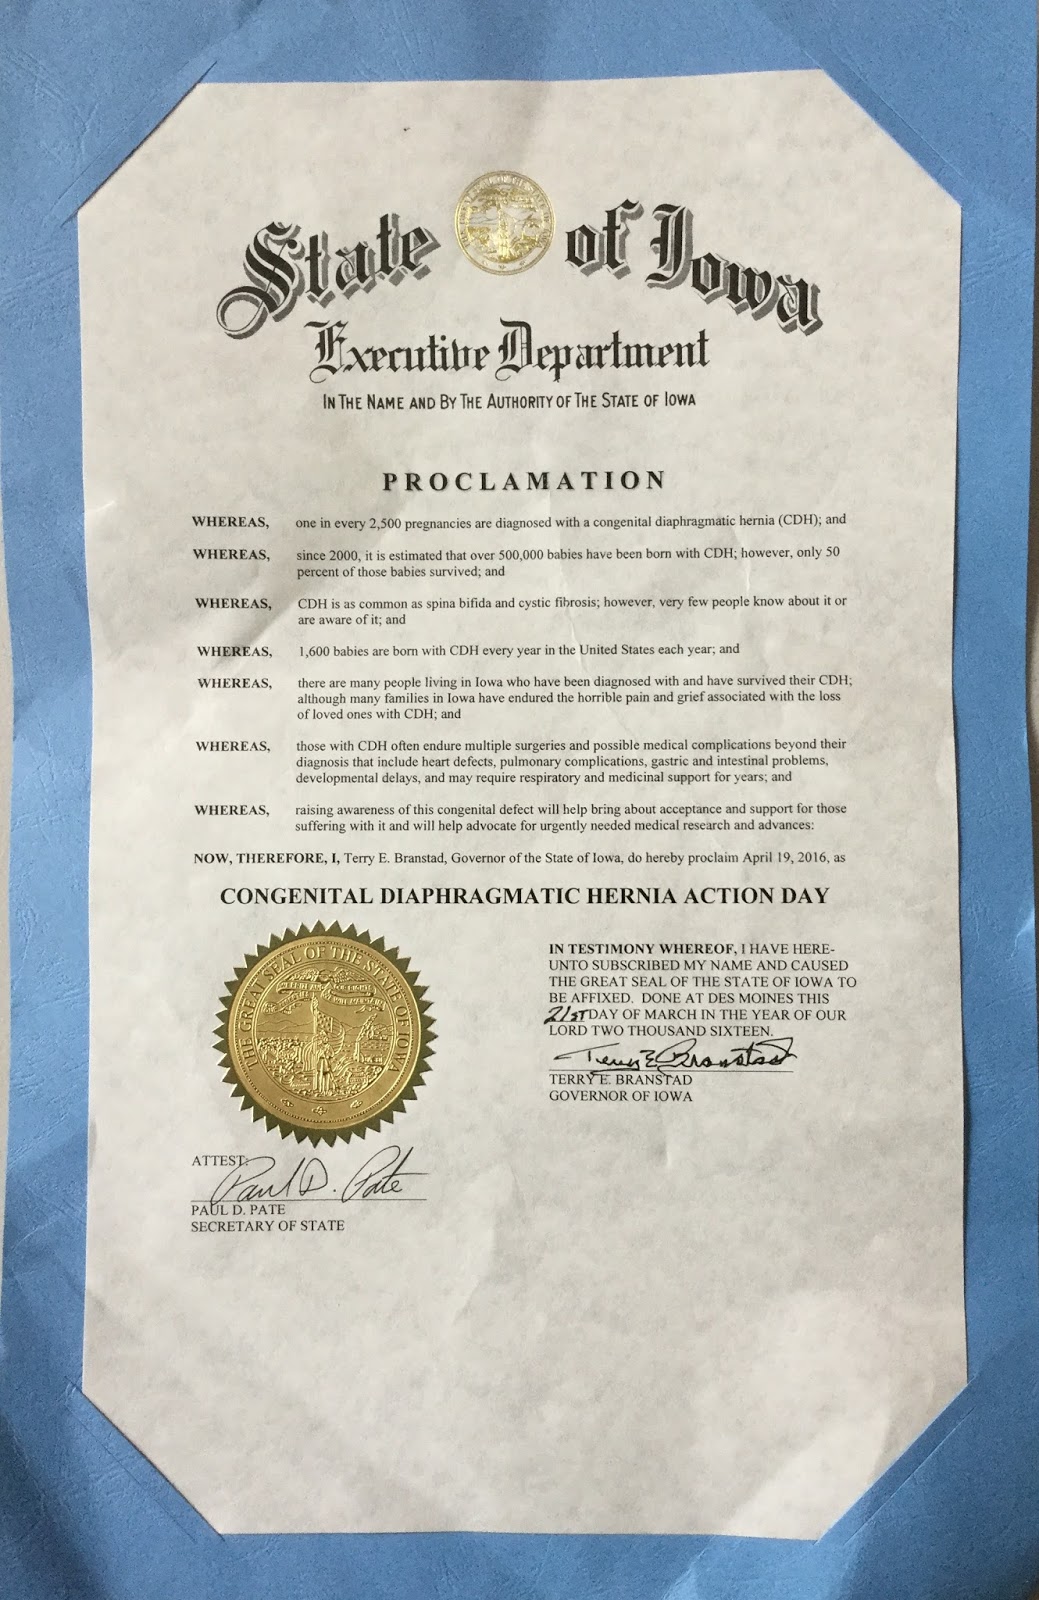 State of Iowa
Executive Department
IN THE NAME AND BY THE AUTHORITY OF THE STATE OF IOWA
PROCLAMATION
WHEREAS, one in every 2,500 pregnancies are diagnosed with a congenital diaphragmatic hernia (CDH); and
WHEREAS, since 2000, it is estimated that over 500,000 babies have been born with CDH; however, only 50
percent of those babies survived; and
WHEREAS, CDH is as common as spina bifida and cystic fibrosis; however, very few people know about it or
are aware of it; and
WHEREAS, 1,600 babies are born with CDH every year in the United States each year; and
WHEREAS, there are many people living in Iowa who have been diagnosed with and have survived their CDH;
although many families in Iowa have endured the horrible pain and grief associated with the loss
of loved ones with CDH; and
WHEREAS, those with CDH often endure multiple surgeries and possible medical complications beyond their
diagnosis that include heart defects, pulmonary complications, gastric and intestinal problems,
developmental delays, and may require respiratory and medicinal support for years; and
WHEREAS, raising awareness of this congenital defect will help bring about acceptance and support for those
suffering with it and will help advocate for urgently needed medical research and advances:
NOW, THEREFORE, I, Terry E. Branstad, Governor of the State of Iowa, do hereby proclaim April 19, 2016, as
CONGENITAL DIAPHRAGMATIC HERNIA ACTION DAY
THE GREAT SEAL OF THE STATE OF IOWA
IN TESTIMONY WHEREOF, I HAVE HERE-
UNTO SUBSCRIBED MY NAME AND CAUSED
THE GREAT SEAL OF THE STATE OF IOWA TO
BE AFFIXED. DONE AT DES MOINES THIS
21st DAY OF MARCH IN THE YEAR OF OUR
LORD TWO THOUSAND SIXTEEN.
Terry E Branstad
TERRY E. BRANSTAD
GOVERNOR OF IOWA
ATTEST:
Paul D. Pate
PAUL D. PATE
SECRETARY OF STATE